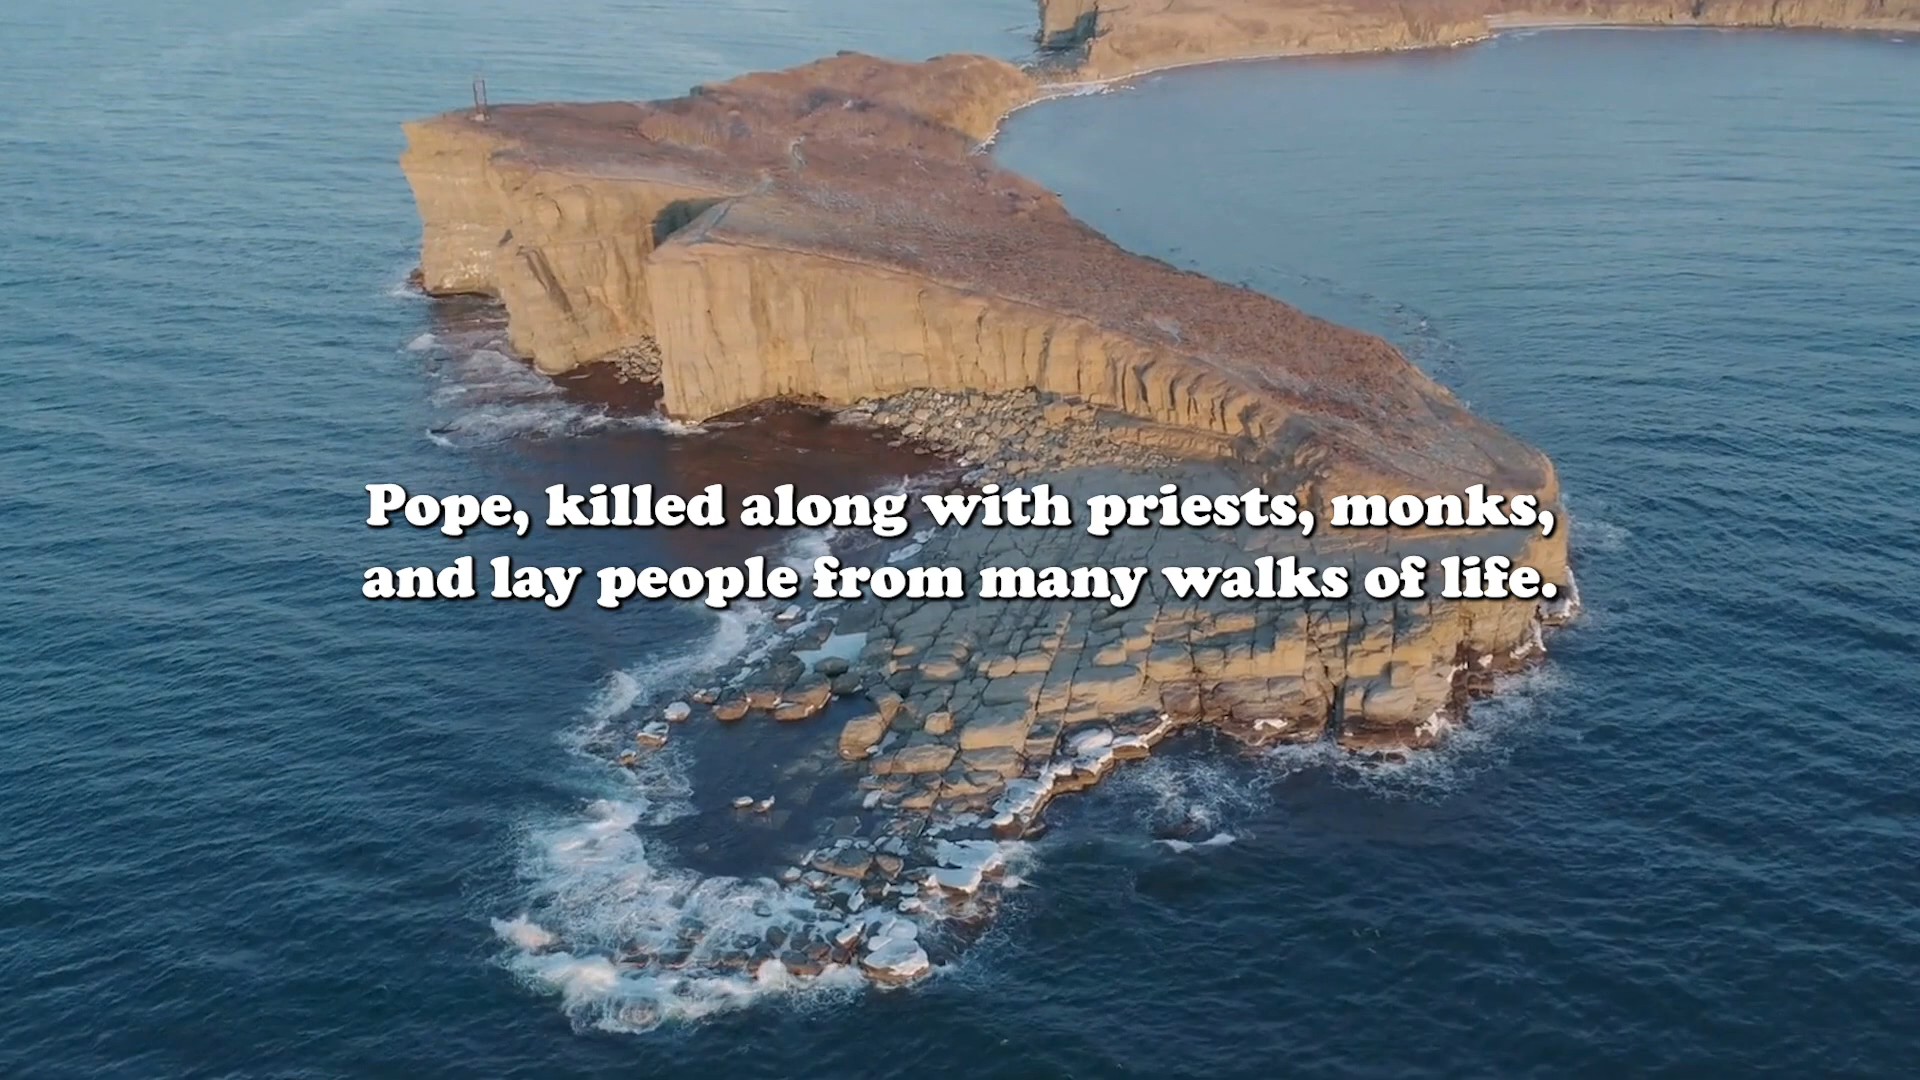 Pope, killed along with priests, monks,
and lay people from many walks of life.